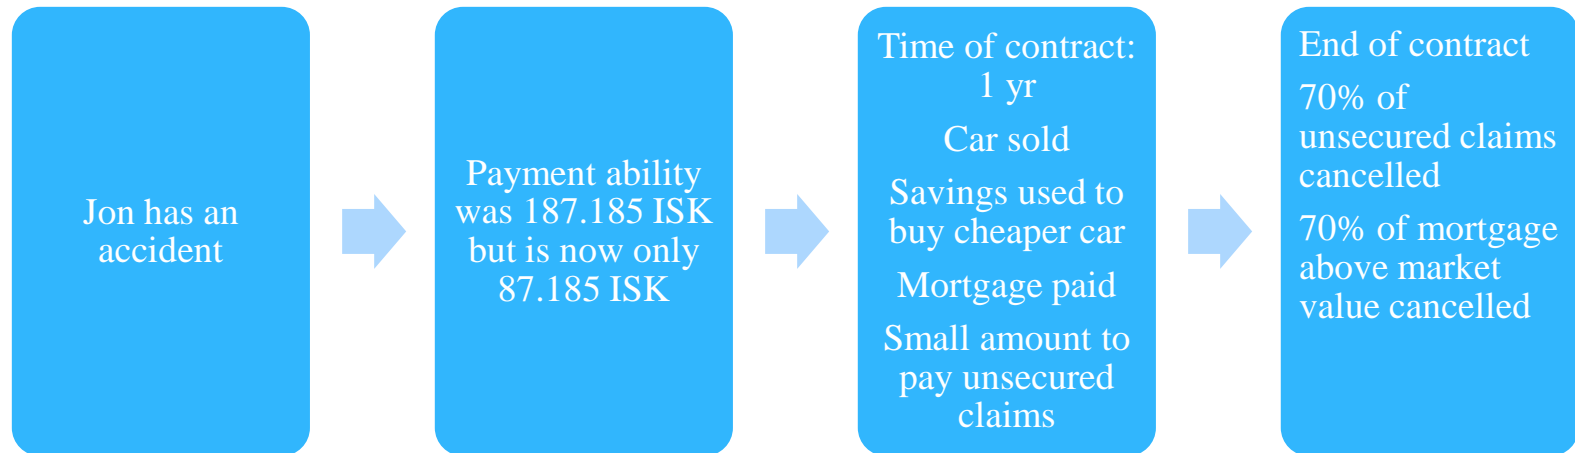 Jon has an
accident
Payment ability
was 187.185 ISK
but is now only
87.185 ISK
Time of contract:
1 yr
Car sold
Savings used to
buy cheaper car
Mortgage paid
Small amount to
pay unsecured
claims
End of contract
70% of
unsecured claims
cancelled
70% of mortgage
above market
value cancelled